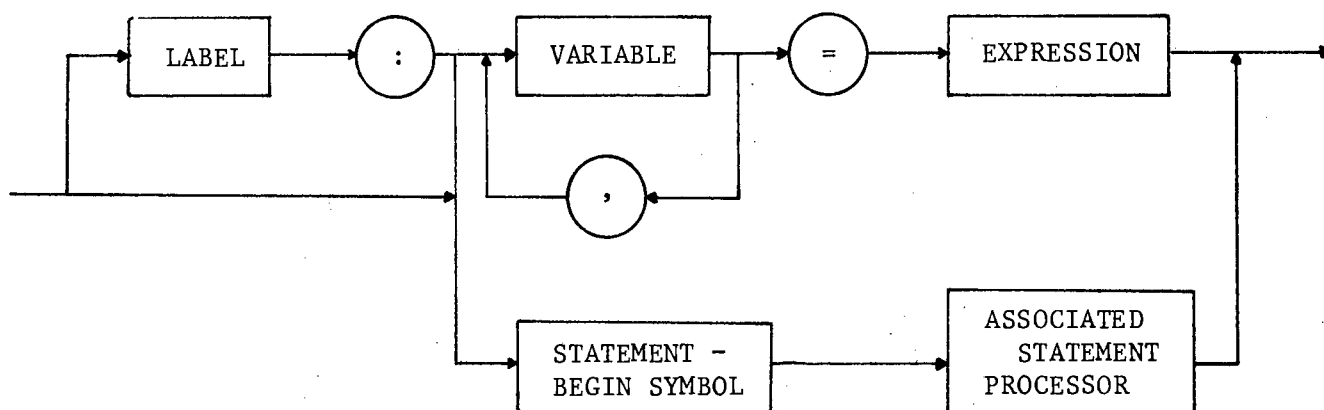 LABEL
:
VARIABLE
=
EXPRESSION
,
STATEMENT -
BEGIN SYMBOL
ASSOCIATED
STATEMENT
PROCESSOR